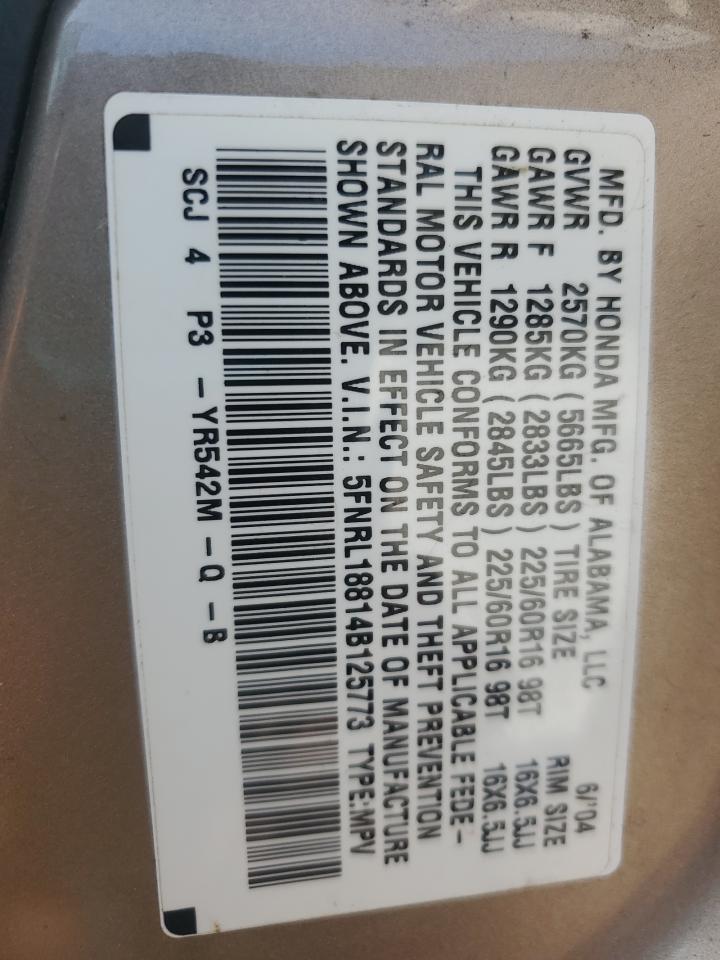 MFD. BY HONDA MFG. OF ALABAMA, LLC 6/'04
GVWR 2570KG ( 5665LBS ) TIRE SIZE RIM SIZE
GAWR F 1285KG ( 2833LBS ) 225/60R16 98T 16X6.5JJ
GAWR R 1290KG ( 2845LBS ) 225/60R16 98T 16X6.5JJ
THIS VEHICLE CONFORMS TO ALL APPLICABLE FEDE-
RAL MOTOR VEHICLE SAFETY AND THEFT PREVENTION
STANDARDS IN EFFECT ON THE DATE OF MANUFACTURE
SHOWN ABOVE. V.I.N.: 5FNRL18814B125773 TYPE:MPV
SCJ 4 P3 -YR542M-Q -B